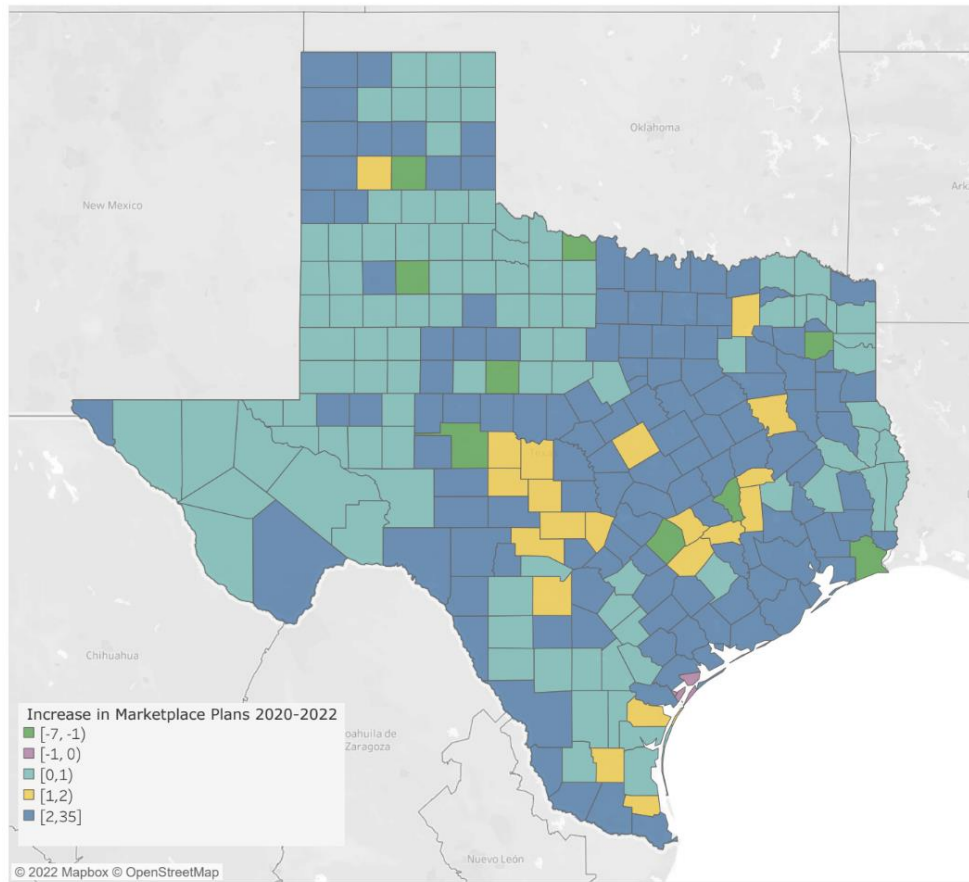 Oklahoma
New Mexico
Ark
Chihuahua
Increase in Marketplace Plans 2020-2022
[-7, -1)
[-1, 0)
[0,1)
[1,2)
[2,35]
oahuila de
Zaragoza
Nuevo León
© 2022 Mapbox © OpenStreetMap